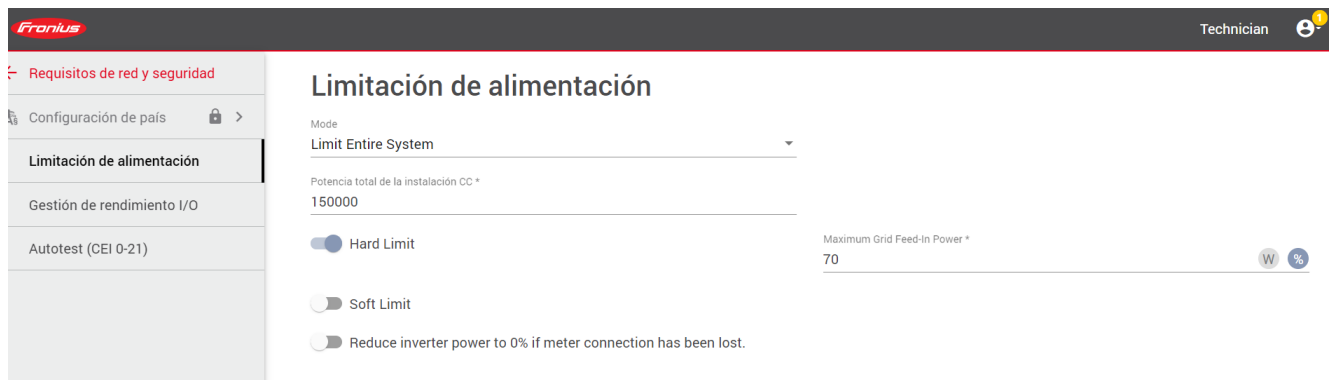 Fronius
Technician
1
Requisitos de red y seguridad
Configuración de país
Limitación de alimentación
Gestión de rendimiento I/O
Autotest (CEI 0-21)
Limitación de alimentación
Mode
Limit Entire System
Potencia total de la instalación CC *
150000
Hard Limit
Maximum Grid Feed-In Power *
70
W %
Soft Limit
Reduce inverter power to 0% if meter connection has been lost.